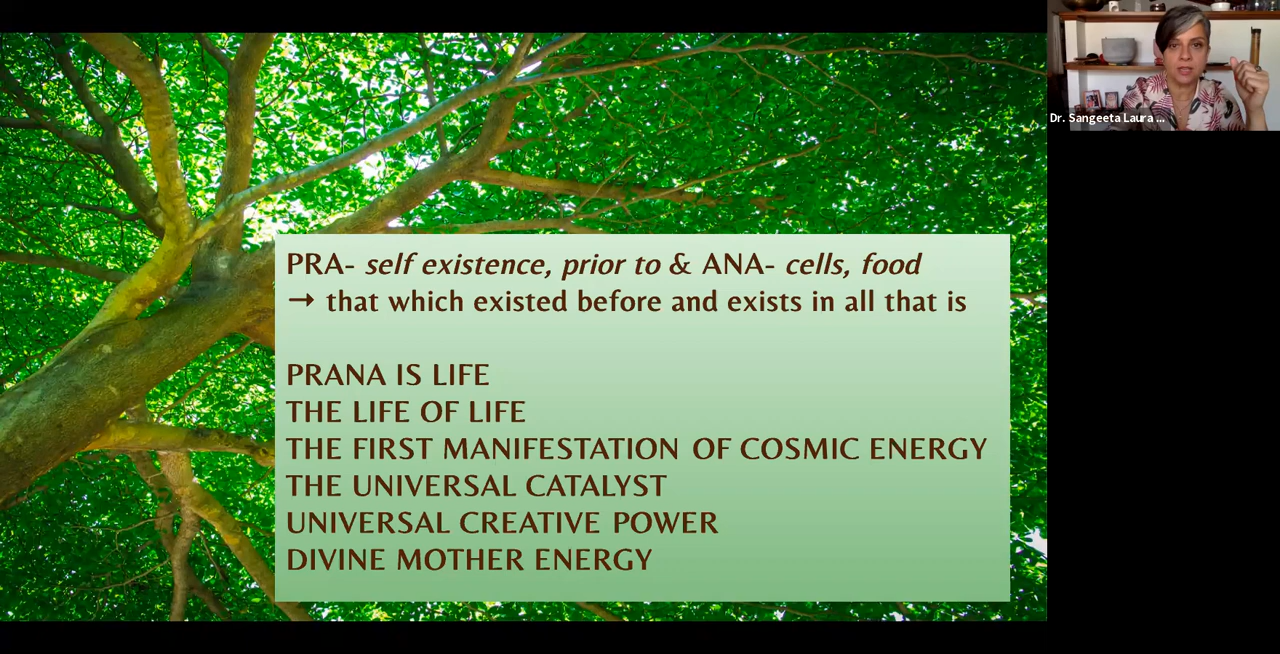 PRA- self existence, prior to & ANA- cells, food
→ that which existed before and exists in all that is
PRANA IS LIFE
THE LIFE OF LIFE
THE FIRST MANIFESTATION OF COSMIC ENERGY
THE UNIVERSAL CATALYST
UNIVERSAL CREATIVE POWER
DIVINE MOTHER ENERGY
Dr. Sangeeta Laura ...